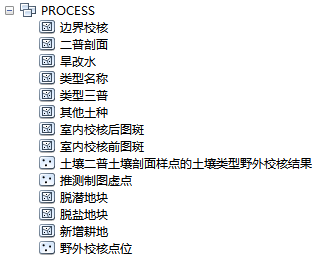 PROCESS
边界校核
二普剖面
旱改水
类型名称
类型三普
其他土种
室内校核后图斑
室内校核前图斑
土壤二普土壤剖面样点的土壤类型野外校核结果
推测制图虚点
脱潜地块
脱盐地块
新增耕地
野外校核点位